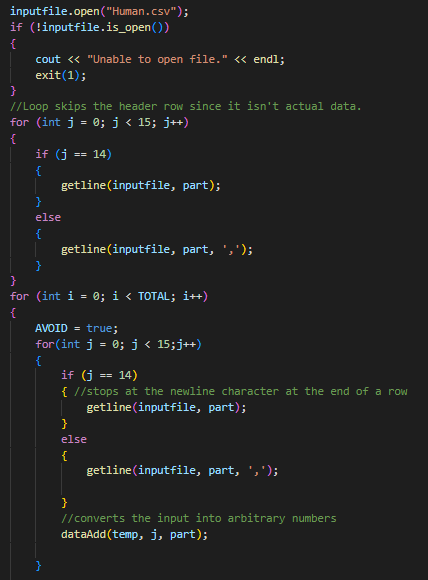 inputfile.open("Human.csv");
if (!inputfile.is_open())
{
    cout << "Unable to open file." << endl;
    exit(1);
}
//Loop skips the header row since it isn't actual data.
for (int j = 0; j < 15; j++)
{
    if (j == 14)
    {
        getline(inputfile, part);
    }
    else
    {
        getline(inputfile, part, ',');
    }
}
for (int i = 0; i < TOTAL; i++)
{
    AVOID = true;
    for(int j = 0; j < 15;j++)
    {
        if (j == 14)
        { //stops at the newline character at the end of a row
            getline(inputfile, part);
        }
        else
        {
            getline(inputfile, part, ',');
        }
        //converts the input into arbitrary numbers
        dataAdd(temp, j, part);
    }